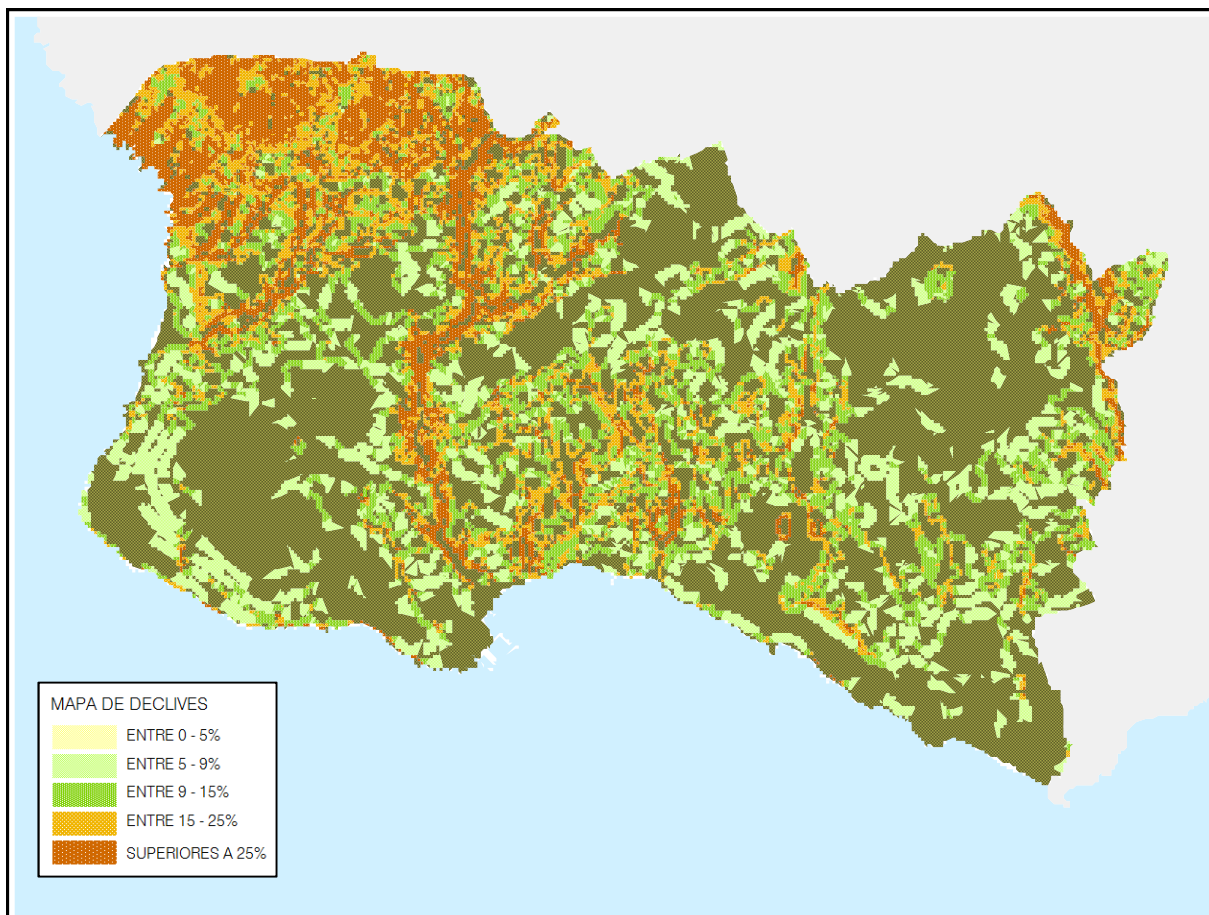 MAPA DE DECLIVES
ENTRE 0 - 5%
ENTRE 5 - 9%
ENTRE 9 - 15%
ENTRE 15 - 25%
SUPERIORES A 25%